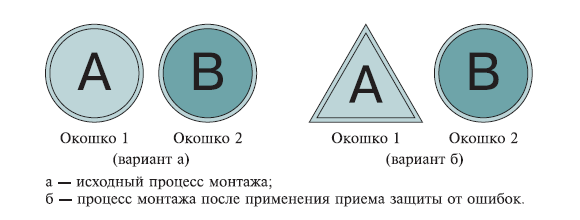 A B A B
Окошко 1 Окошко 2 Окошко 1 Окошко 2
(вариант а) (вариант б)
а — исходный процесс монтажа;
б — процесс монтажа после применения приема защиты от ошибок.